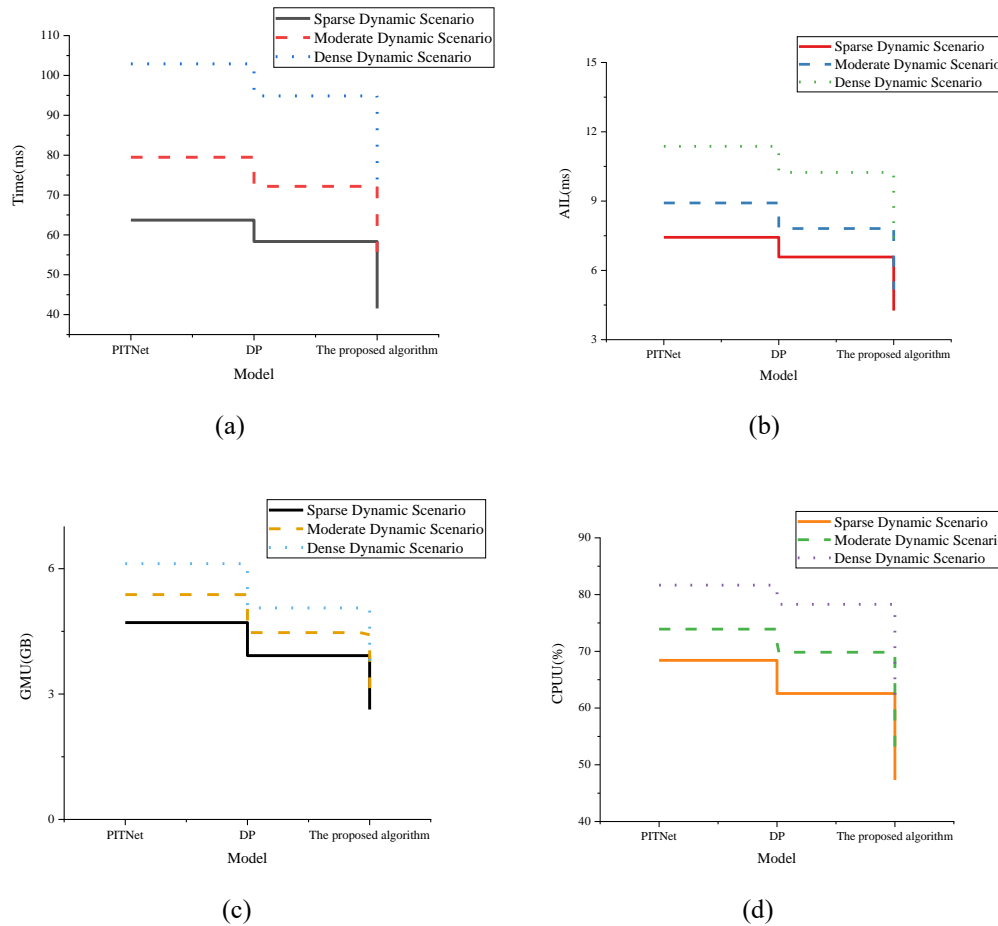 Sparse Dynamic Scenario
Moderate Dynamic Scenario
Dense Dynamic Scenario
110
100
90
80
70
60
50
40
Time(ms)
PITNet
DP
The proposed algorithm
Model
(a)
Sparse Dynamic Scenario
Moderate Dynamic Scenario
Dense Dynamic Scenario
15
12
9
6
3
AIL(ms)
PITNet
DP
The proposed algorithm
Model
(b)
Sparse Dynamic Scenario
Moderate Dynamic Scenario
Dense Dynamic Scenario
6
3
0
GMU(GB)
PITNet
DP
The proposed algorithm
Model
(c)
Sparse Dynamic Scenario
Moderate Dynamic Scenari
Dense Dynamic Scenario
90
80
70
60
50
40
CPUU(%)
PITNet
DP
The proposed algorithm
Model
(d)